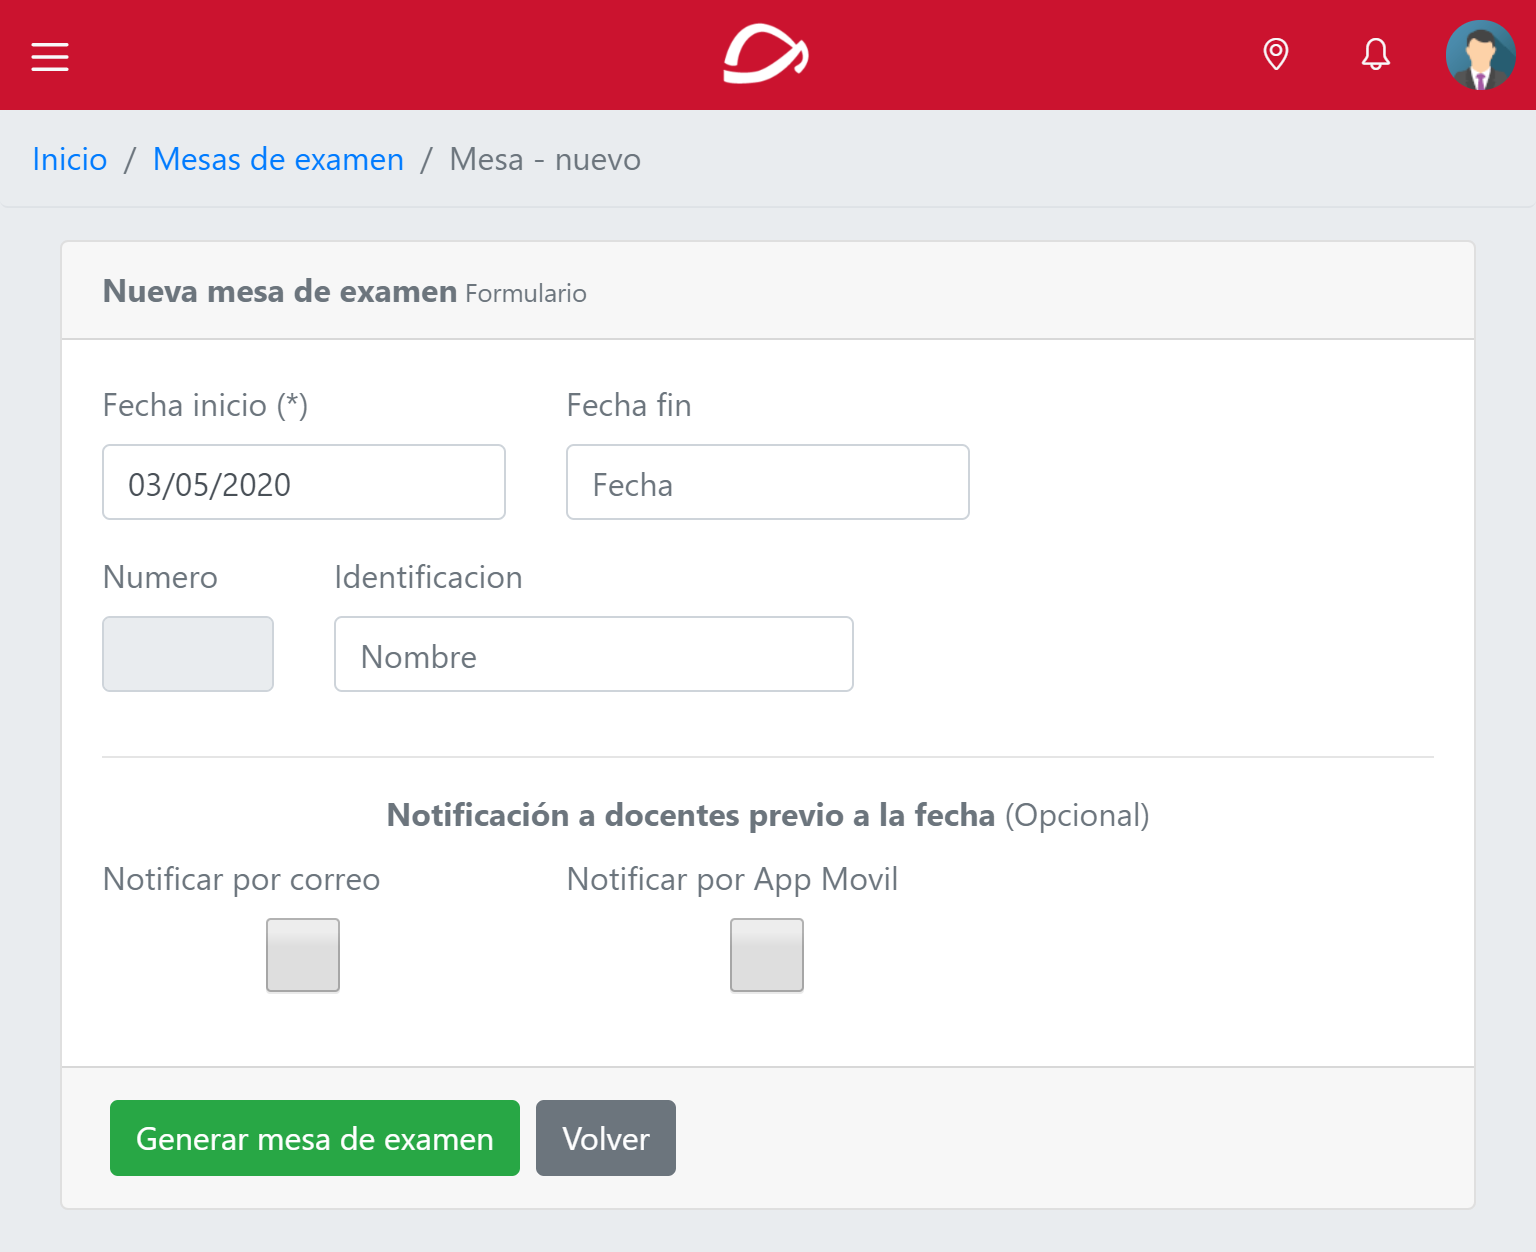 Inicio / Mesas de examen / Mesa - nuevo
Nueva mesa de examen Formulario
Fecha inicio (*) Fecha fin
03/05/2020 Fecha
Numero Identificacion
Nombre
Notificación a docentes previo a la fecha (Opcional)
Notificar por correo Notificar por App Movil
Generar mesa de examen Volver